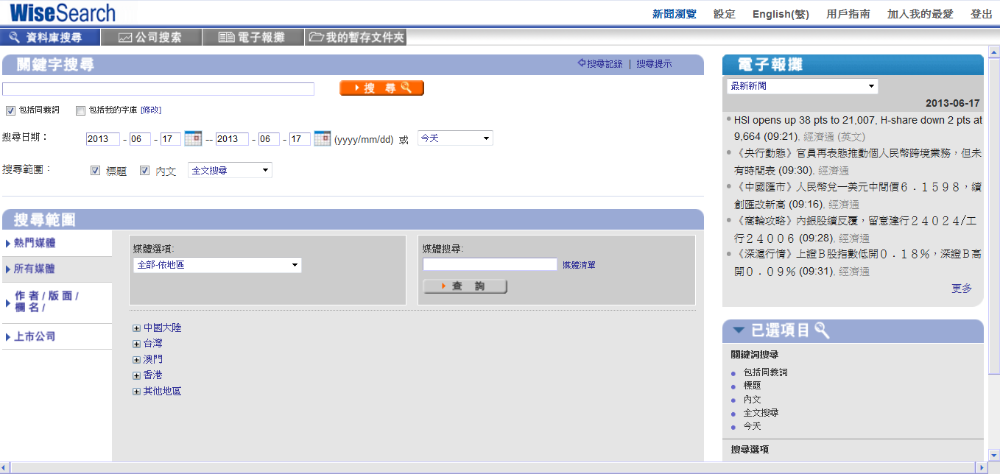 WiseSearch
新聞瀏覽 設定 English(繁) 用戶指南 加入我的最愛 登出
資料庫搜尋 公司搜索 電子報攤 我的暫存文件夾
關鍵字搜尋 搜尋記錄 | 搜尋提示
搜 尋
包括同義詞 包括我的字庫 [修改]
搜尋日期： 2013 - 06 - 17 -- 2013 - 06 - 17 (yyyy/mm/dd) 或 今天
搜尋範圍： 標題 內文 全文搜尋
搜尋範圍
熱門媒體
所有媒體
作 者 / 版 面 /
欄 名 /
上市公司
媒體選項:
全部-依地區
媒體搜尋:
媒體清單
查 詢
中國大陸
台灣
澳門
香港
其他地區
電子報攤
最新新聞
2013-06-17
HSI opens up 38 pts to 21,007, H-share down 2 pts at
9,664 (09:21), 經濟通 (英文)
《央行動態》官員再表態推動個人民幣跨境業務，但未
有時間表 (09:30), 經濟通
《中國匯市》人民幣兌一美元中間價６．１５９８，續
創匯改新高 (09:16), 經濟通
《窩輪攻略》內銀股續反覆，留意建行２４０２４/工
行２４００６ (09:28), 經濟通
《深滬行情》上證Ｂ股指數低開０．１８%，深證Ｂ高
開０．０９% (09:31), 經濟通
更多
已選項目
關鍵詞搜尋
包括同義詞
標題
內文
全文搜尋
今天
搜尋選項